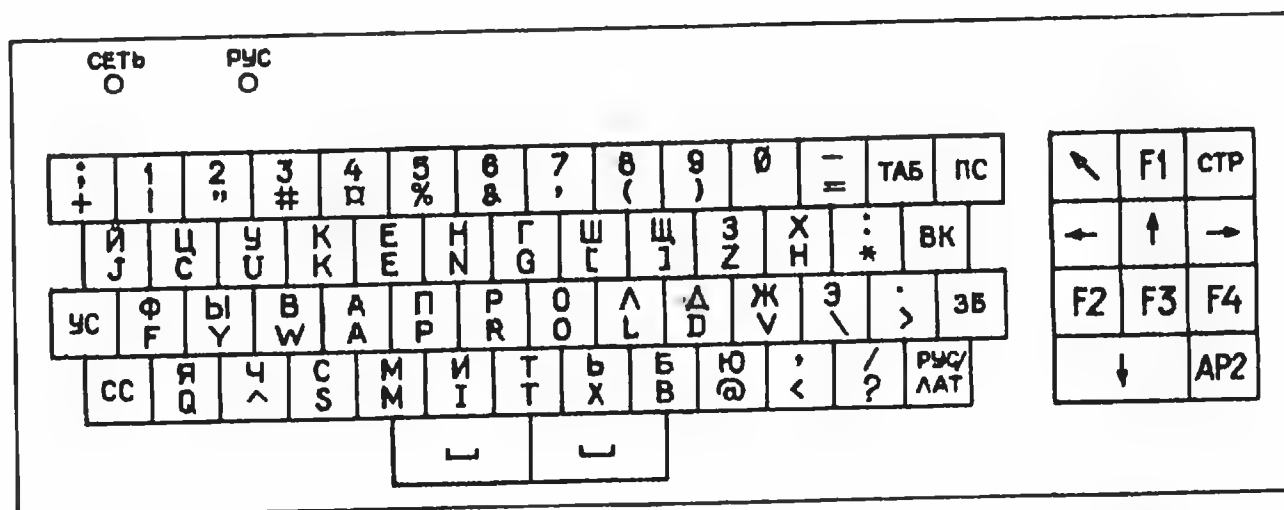 СЕТЬ РУС
; 1 2 3 4 5 6 7 8 9 Ø – ТАБ ПС ↖ F1 СТР
+ ! " # ¤ % & ' ( ) =
Й Ц У К Е Н Г Ш Щ З Х : ВК ← ↑ →
J C U K E N G [ ] Z H *
УС Ф Ы В А П Р О Л Д Ж Э . ЗБ F2 F3 F4
F Y W A P R O L D V \ >
СС Я Ч С М И Т Ь Б Ю , / РУС/ ↓ АР2
Q ^ S M I T X B @ < ? ЛАТ